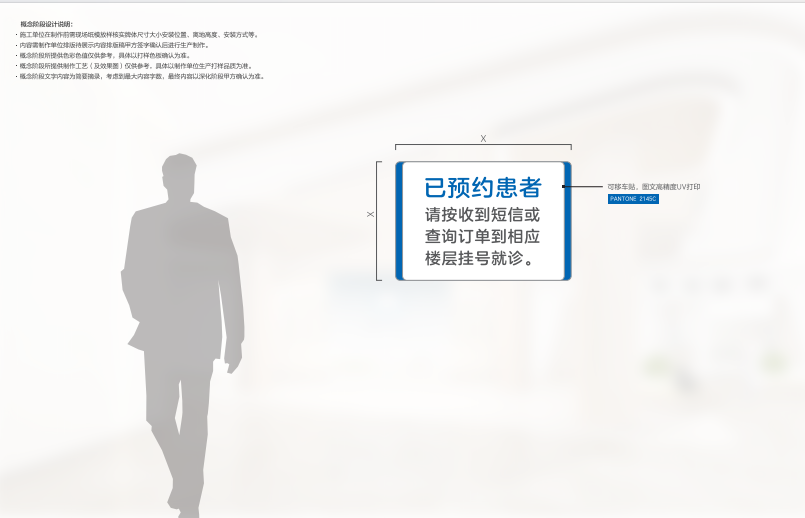 概念阶段设计说明：
· 施工单位在制作前需现场纸模放样核实牌体尺寸大小安装位置、离地高度、安装方式等。
· 内容需制作单位排版待展示内容排版稿甲方签字确认后进行生产制作。
· 概念阶段所提供色彩色值仅供参考，具体以打样色板确认为准。
· 概念阶段所提供制作工艺（及效果图）仅供参考，具体以制作单位生产打样品质为准。
· 概念阶段文字内容为简要摘录，考虑到最大内容字数，最终内容以深化阶段甲方确认为准。
X
X
已预约患者
请按收到短信或
查询订单到相应
楼层挂号就诊。
可移车贴，图文高精度UV打印
PANTONE 2145C